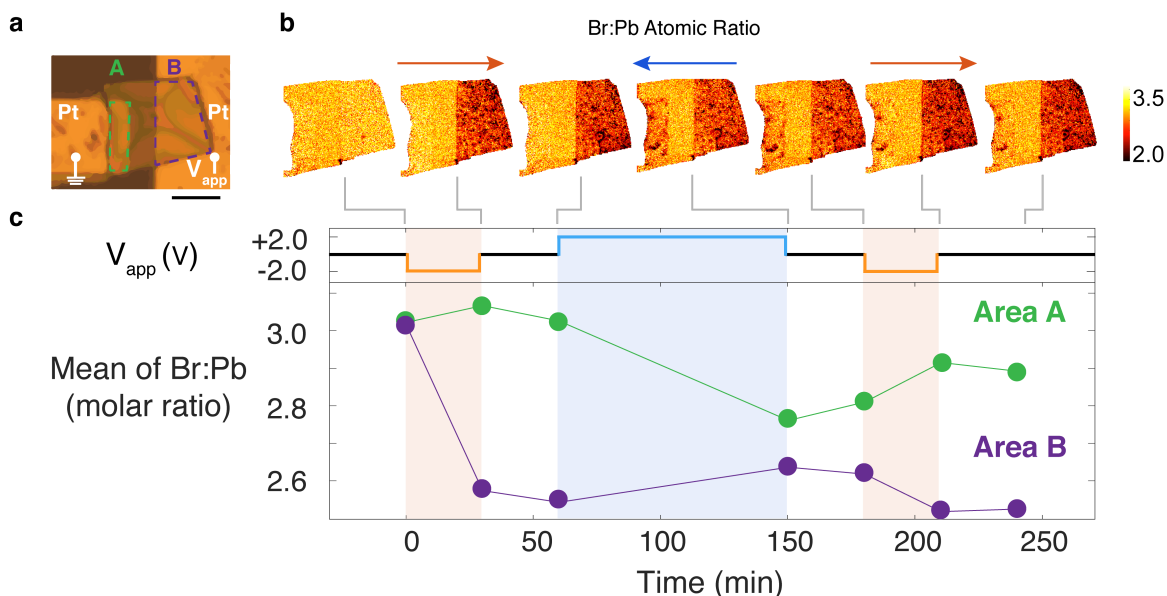 a
A
B
Pt
Pt
V
app
b
Br:Pb Atomic Ratio
3.5
2.0
c
V
app
(V)
+2.0
-2.0
3.0
2.8
2.6
Mean of Br:Pb
(molar ratio)
Area A
Area B
0 50 100 150 200 250
Time (min)